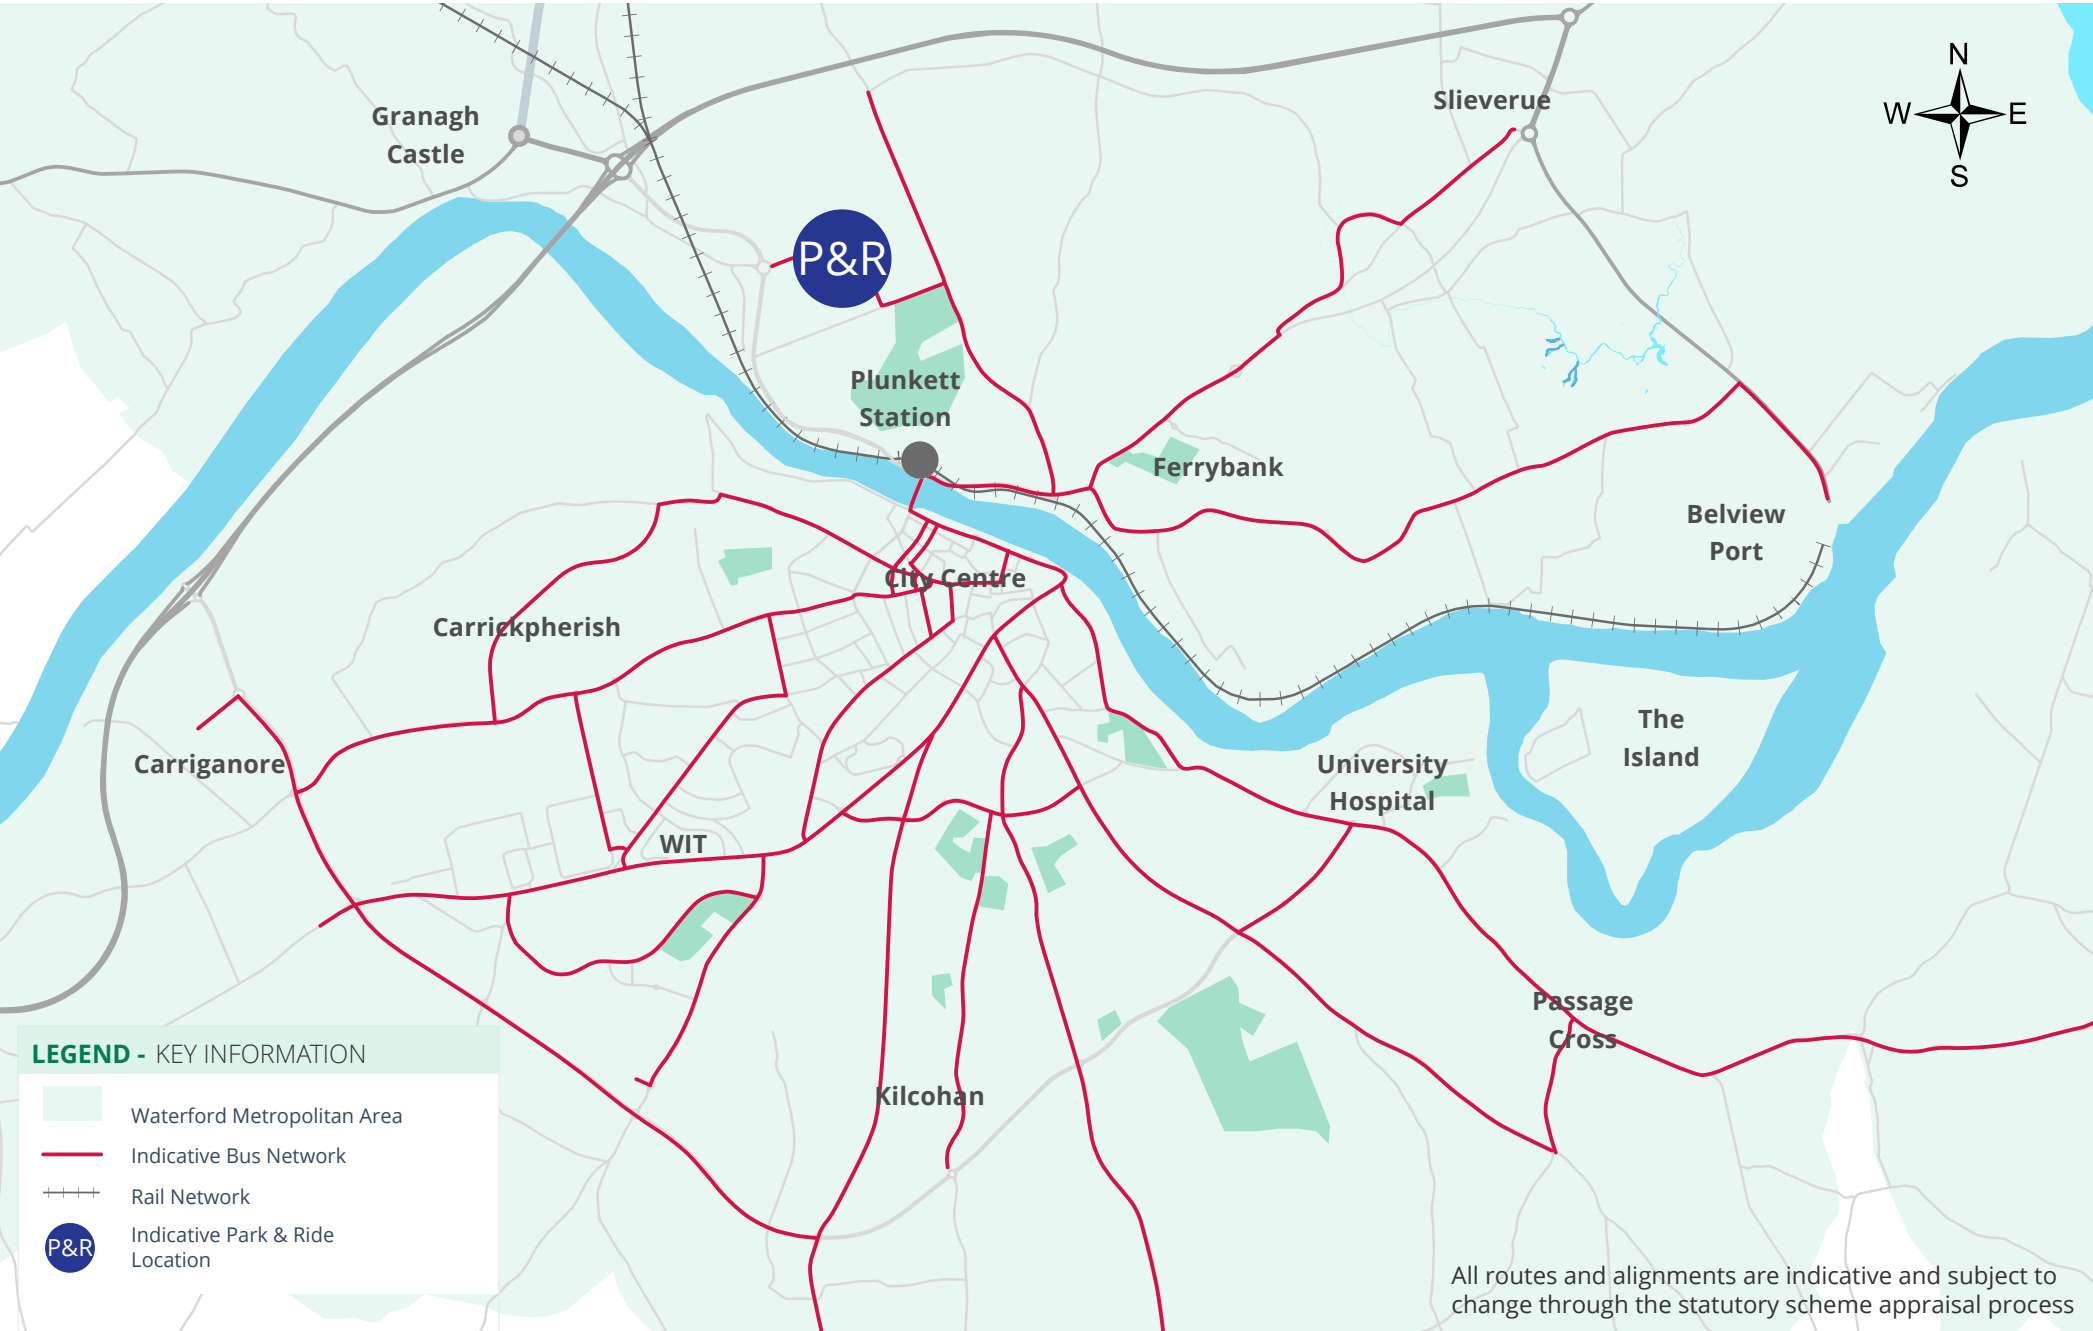 N
W
E
S
Slieverue
Granagh
Castle
P&R
Plunkett
Station
Ferrybank
Belview
Port
City Centre
Carrickpherish
The
Island
Carriganore
University
Hospital
WIT
Passage
Cross
Kilcohan
LEGEND - KEY INFORMATION
Waterford Metropolitan Area
Indicative Bus Network
Rail Network
P&R
Indicative Park & Ride
Location
All routes and alignments are indicative and subject to
change through the statutory scheme appraisal process